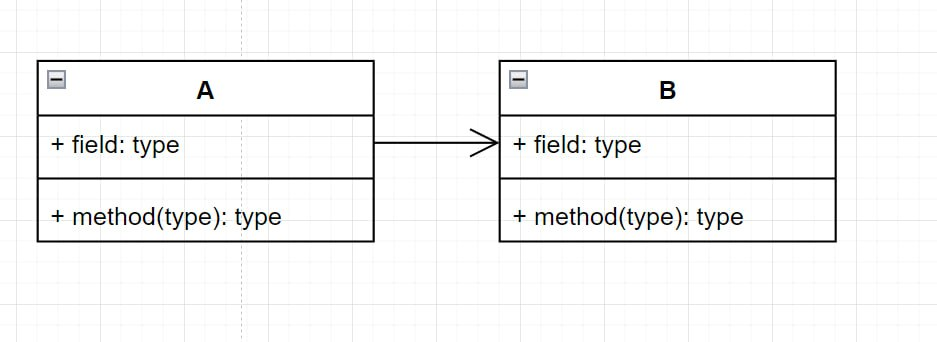 A
+ field: type
+ method(type): type
B
+ field: type
+ method(type): type